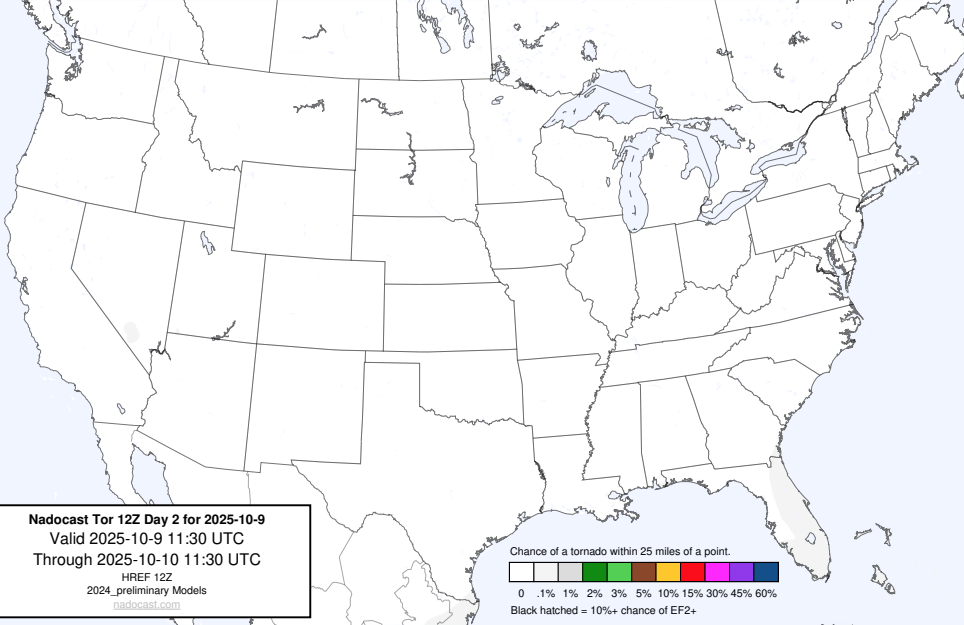 Nadocast Tor 12Z Day 2 for 2025-10-9
Valid 2025-10-9 11:30 UTC
Through 2025-10-10 11:30 UTC
HREF 12Z
2024_preliminary Models
nadocast.com
Chance of a tornado within 25 miles of a point.
0 .1% 1% 2% 3% 5% 10% 15% 30% 45% 60%
Black hatched = 10%+ chance of EF2+